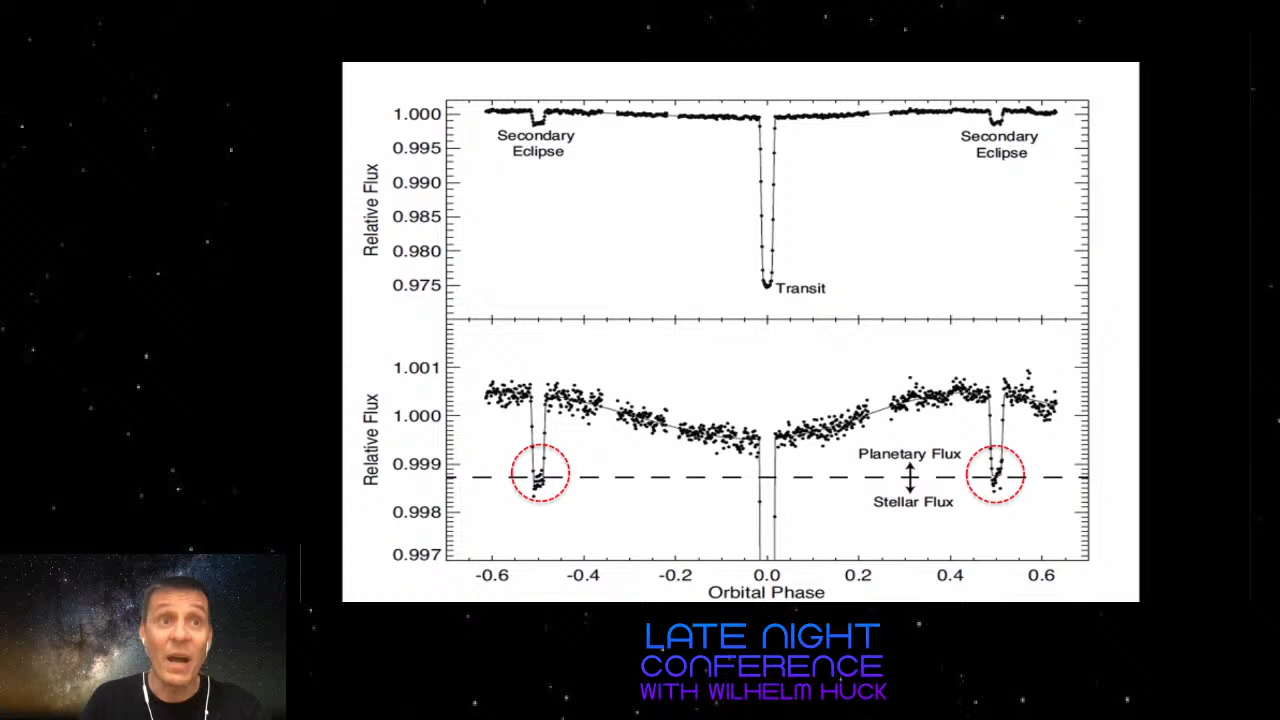 1.000
0.995
0.990
0.985
0.980
0.975
Relative Flux
Secondary
Eclipse
Secondary
Eclipse
Transit
1.001
1.000
0.999
0.998
0.997
Relative Flux
Planetary Flux
Stellar Flux
-0.6 -0.4 -0.2 0.0 0.2 0.4 0.6
Orbital Phase
LATE NIGHT
CONFERENCE
WITH WILHELM HUCK